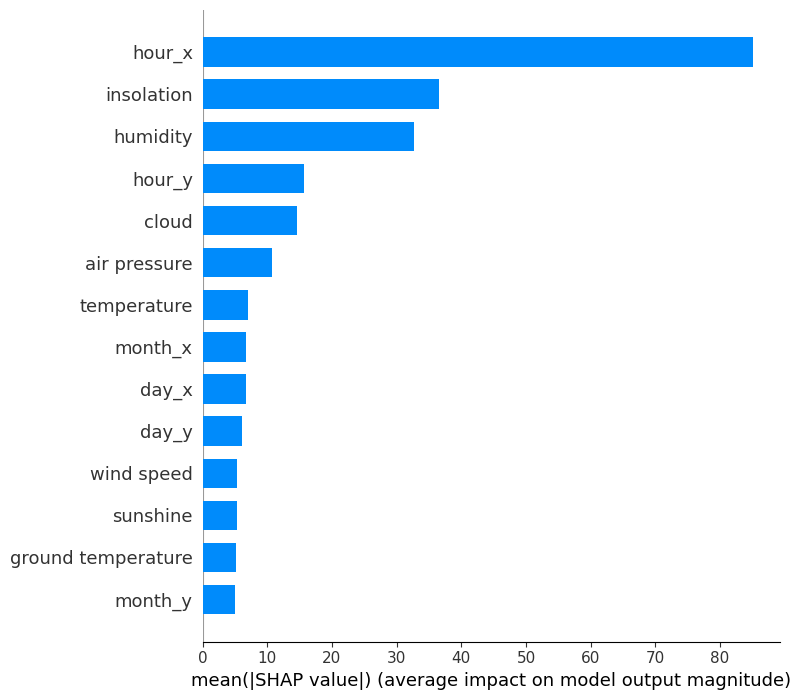 hour_x
insolation
humidity
hour_y
cloud
air pressure
temperature
month_x
day_x
day_y
wind speed
sunshine
ground temperature
month_y
0 10 20 30 40 50 60 70 80
mean(|SHAP value|) (average impact on model output magnitude)